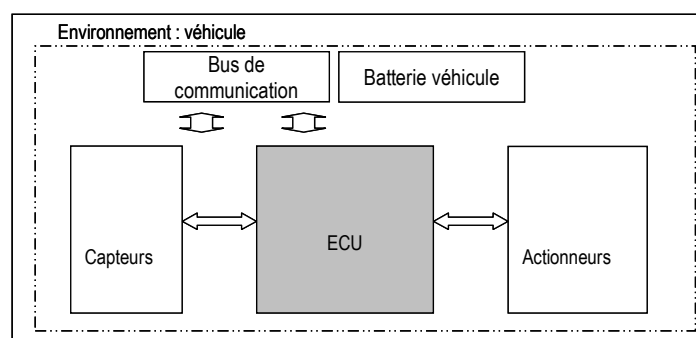 Environnement : véhicule
Bus de
communication
Batterie véhicule
Capteurs
ECU
Actionneurs